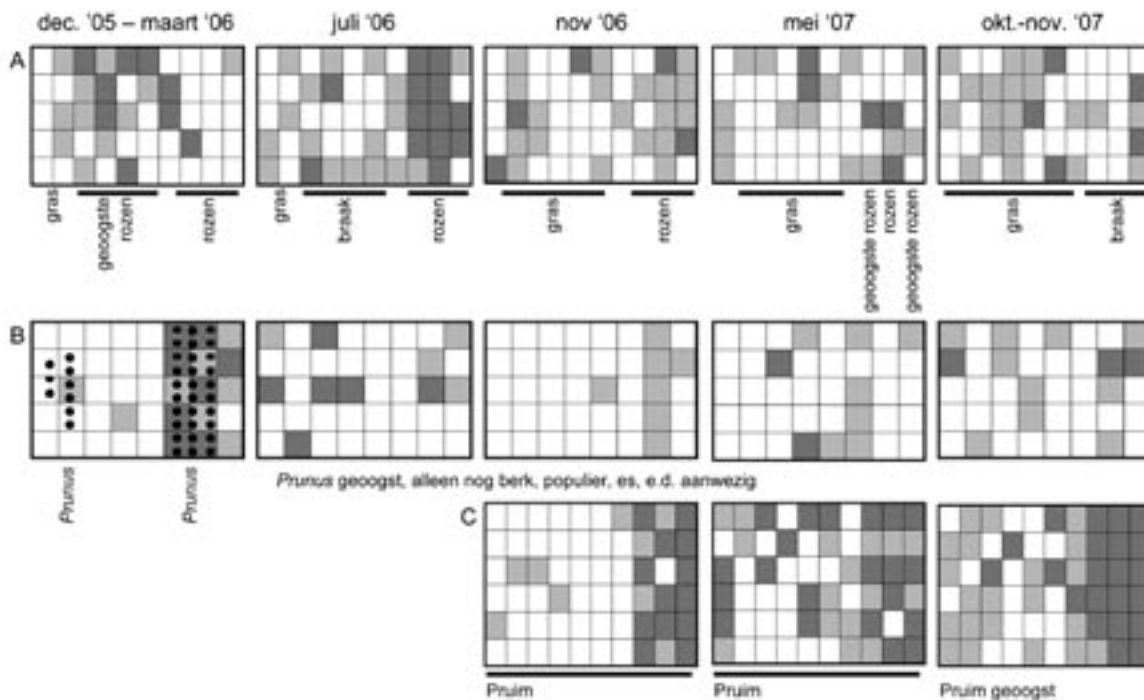 dec. '05 – maart '06 juli '06 nov '06 mei '07 okt.-nov. '07
A
gras geoogste rozen rozen gras braak rozen gras rozen gras geoogste rozen rozen geoogste rozen gras braak
B
Prunus Prunus
Prunus geoogst, alleen nog berk, populier, es, e.d. aanwezig
C
Pruim Pruim Pruim geoogst